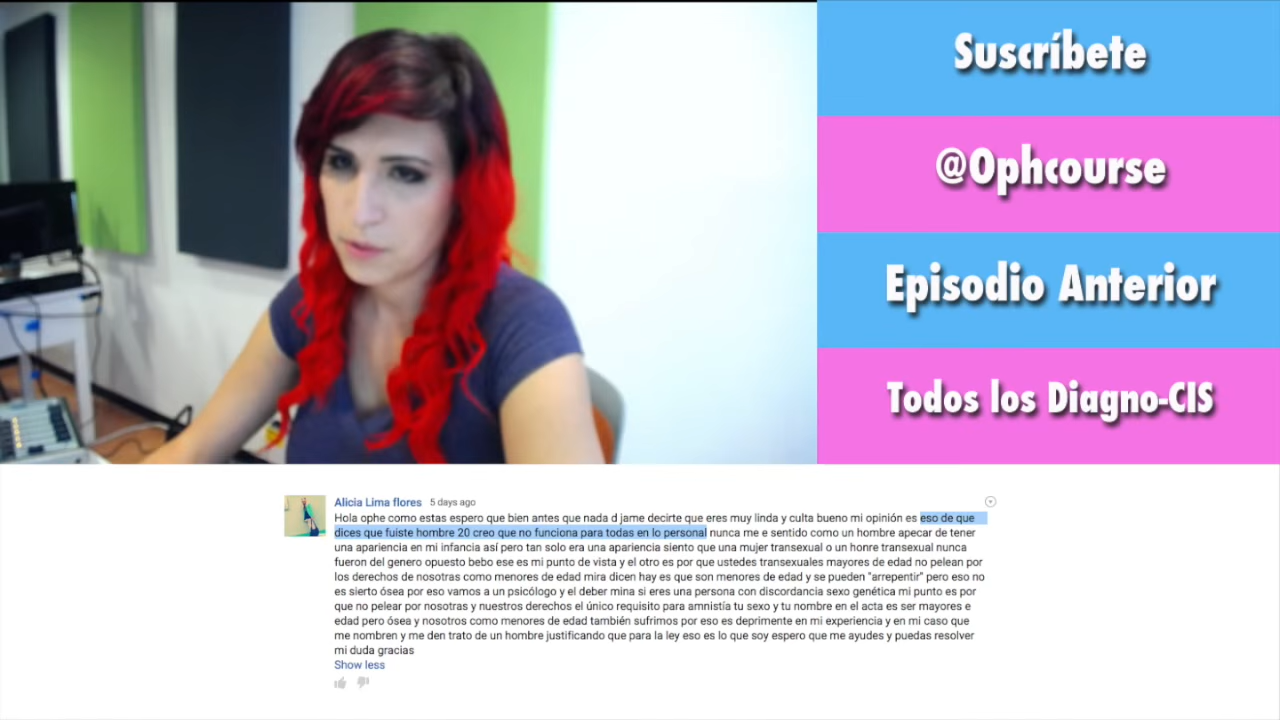 Suscríbete
@Ophcourse
Episodio Anterior
Todos los Diagno-CIS
Alicia Lima flores 5 days ago
Hola ophe como estas espero que bien antes que nada d jame decirte que eres muy linda y culta bueno mi opinión es eso de que
dices que fuiste hombre 20 creo que no funciona para todas en lo personal nunca me e sentido como un hombre apecar de tener
una apariencia en mi infancia así pero tan solo era una apariencia siento que una mujer transexual o un honre transexual nunca
fueron del genero opuesto bebo ese es mi punto de vista y el otro es por que ustedes transexuales mayores de edad no pelean por
los derechos de nosotras como menores de edad mira dicen hay es que son menores de edad y se pueden "arrepentir" pero eso no
es sierto ósea por eso vamos a un psicólogo y el deber mina si eres una persona con discordancia sexo genética mi punto es por
que no pelear por nosotras y nuestros derechos el único requisito para amnistía tu sexo y tu nombre en el acta es ser mayores e
edad pero ósea y nosotros como menores de edad también sufrimos por eso es deprimente en mi experiencia y en mi caso que
me nombren y me den trato de un hombre justificando que para la ley eso es lo que soy espero que me ayudes y puedas resolver
mi duda gracias
Show less